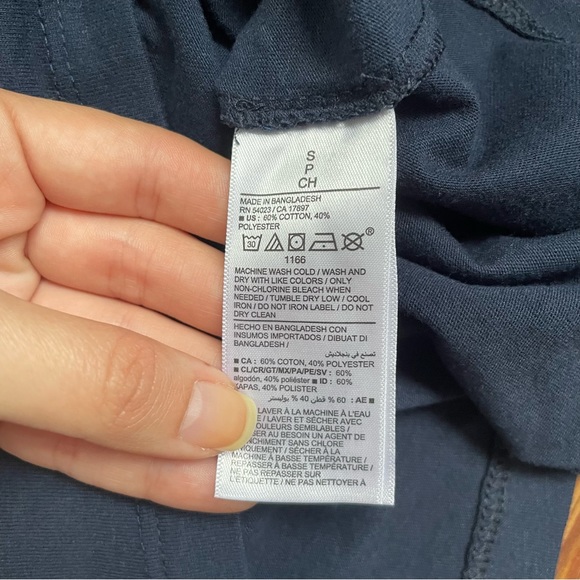 S
P
CH
MADE IN BANGLADESH
RN 54023 / CA 17897
■ US: 60% COTTON, 40%
POLYESTER
30 ®
1166
MACHINE WASH COLD / WASH AND
DRY WITH LIKE COLORS / ONLY
NON-CHLORINE BLEACH WHEN
NEEDED / TUMBLE DRY LOW / COOL
IRON / DO NOT IRON LABEL / DO NOT
DRY CLEAN
HECHO EN BANGLADESH CON
INSUMOS IMPORTADOS / DIBUAT DI
BANGLADESH /
تصنع في بنجلاديش
■ CA: 60% COTON, 40% POLYESTER
■ CL/CR/GT/MX/PA/PE/SV: 60%
algodón, 40% poliéster ■ ID: 60%
KAPAS, 40% POLISTER
■ AE: 60 % قطن 40 % بوليستر
LAVER À LA MACHINE À L'EAU
/ LAVER ET SÉCHER AVEC
COULEURS SEMBLABLES /
AU BESOIN UN AGENT DE
SANS CHLORE
/ SÉCHER À LA
MACHINE À BASSE TEMPÉRATURE /
REPASSER À BASSE TEMPÉRATURE /
NE PAS REPASSER À
L'ÉTIQUETTE / NE PAS NETTOYER À